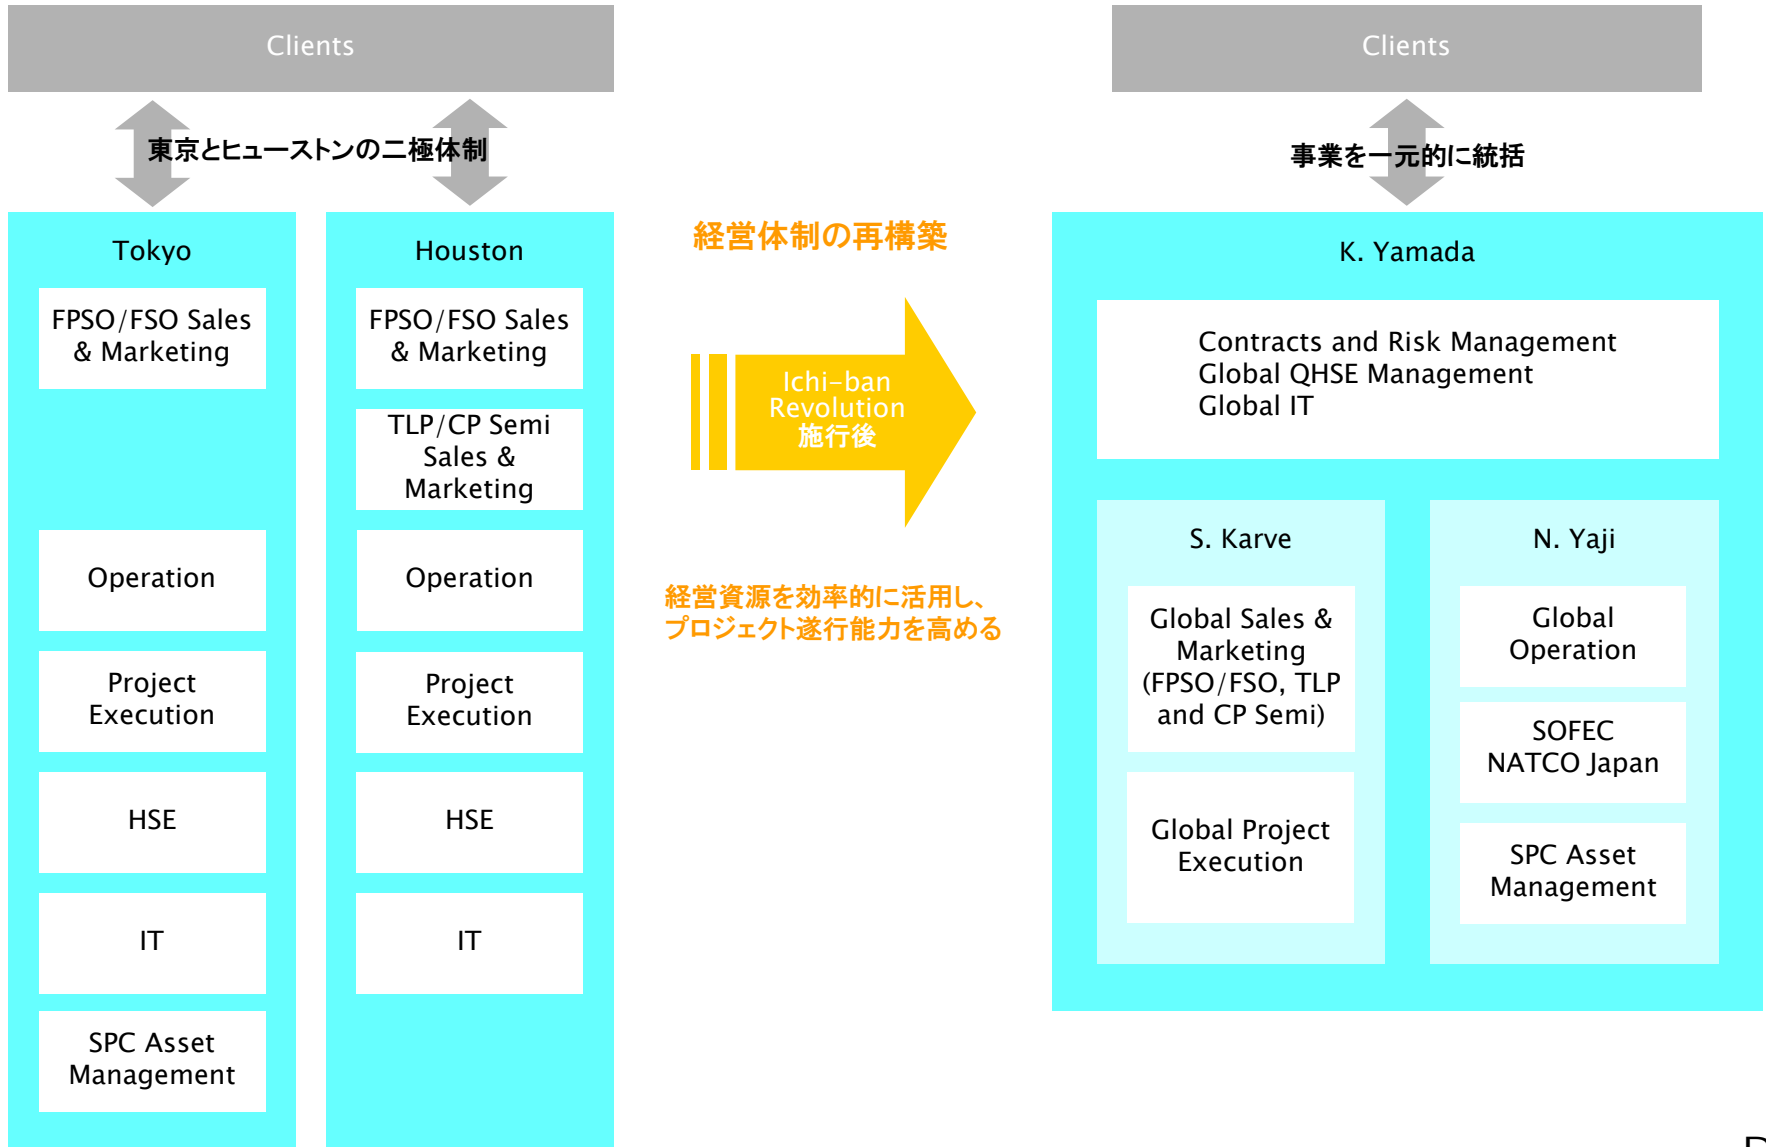 Clients
東京とヒューストンの二極体制
Tokyo
FPSO/FSO Sales
& Marketing
Operation
Project
Execution
HSE
IT
SPC Asset
Management
Houston
FPSO/FSO Sales
& Marketing
TLP/CP Semi
Sales &
Marketing
Operation
Project
Execution
HSE
IT
経営体制の再構築
Ichi-ban
Revolution
施行後
経営資源を効率的に活用し、
プロジェクト遂行能力を高める
Clients
事業を一元的に統括
K. Yamada
Contracts and Risk Management
Global QHSE Management
Global IT
S. Karve
Global Sales &
Marketing
(FPSO/FSO, TLP
and CP Semi)
Global Project
Execution
N. Yaji
Global
Operation
SOFEC
NATCO Japan
SPC Asset
Management